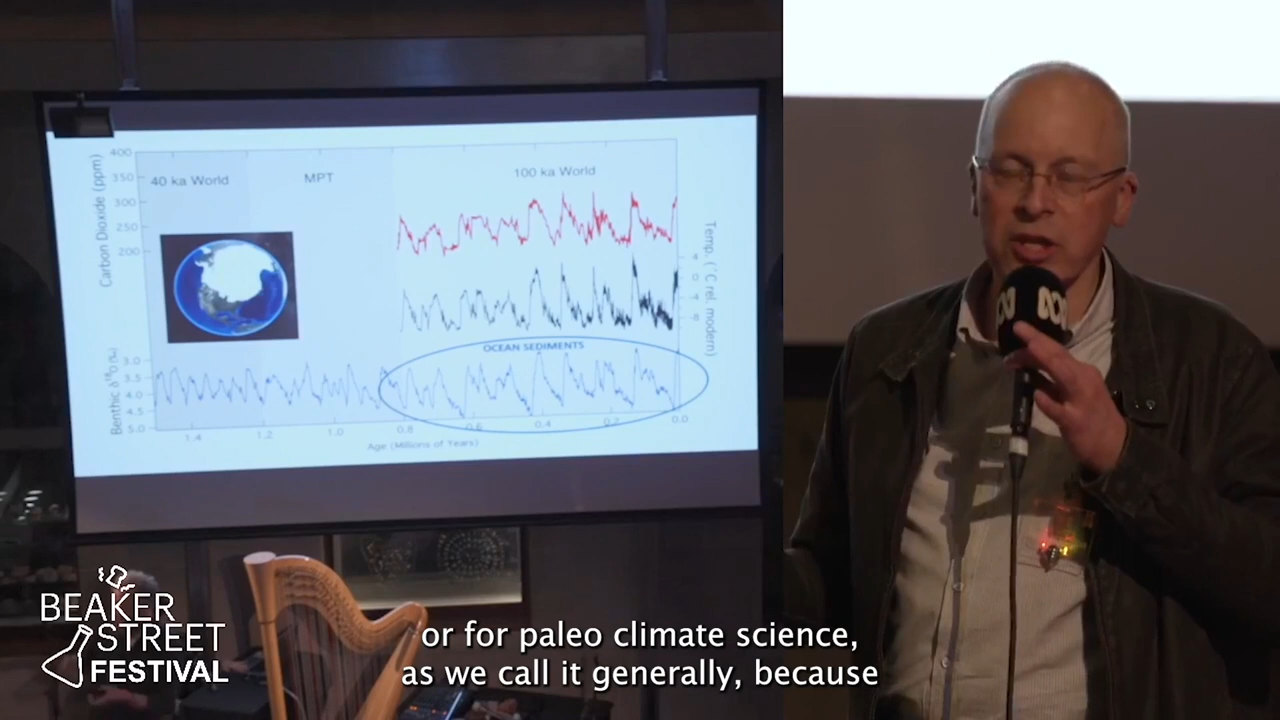 400
350
300
250
200
Carbon Dioxide (ppm)
40 ka World
MPT
100 ka World
4
0
-4
-8
Temp. (°C rel. modern)
OCEAN SEDIMENTS
3.0
3.5
4.0
4.5
5.0
Benthic δ18O (‰)
1.4
1.2
1.0
0.8
0.6
0.4
0.2
0.0
Age (Millions of Years)
BEAKER
STREET
FESTIVAL
or for paleo climate science,
as we call it generally, because